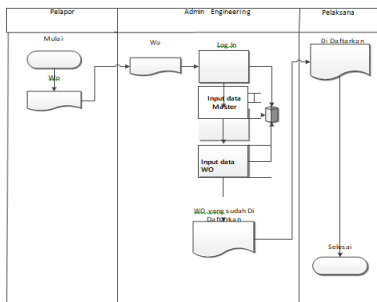 Pelapor
Admin Engineering
Pelaksana
Mulai
Wo
Wo
Log In
Di Daftarkan
Input data
Master
Input data
WO
WO yang sudah Di
Daftarkan
Selesai